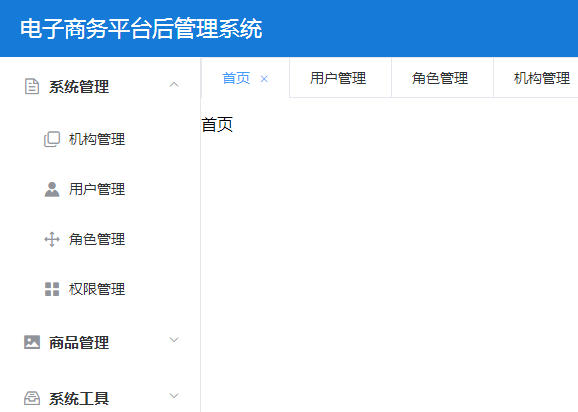 电子商务平台后管理系统
系统管理
机构管理
用户管理
角色管理
权限管理
商品管理
系统工具
首页 × 用户管理 角色管理 机构管理
首页